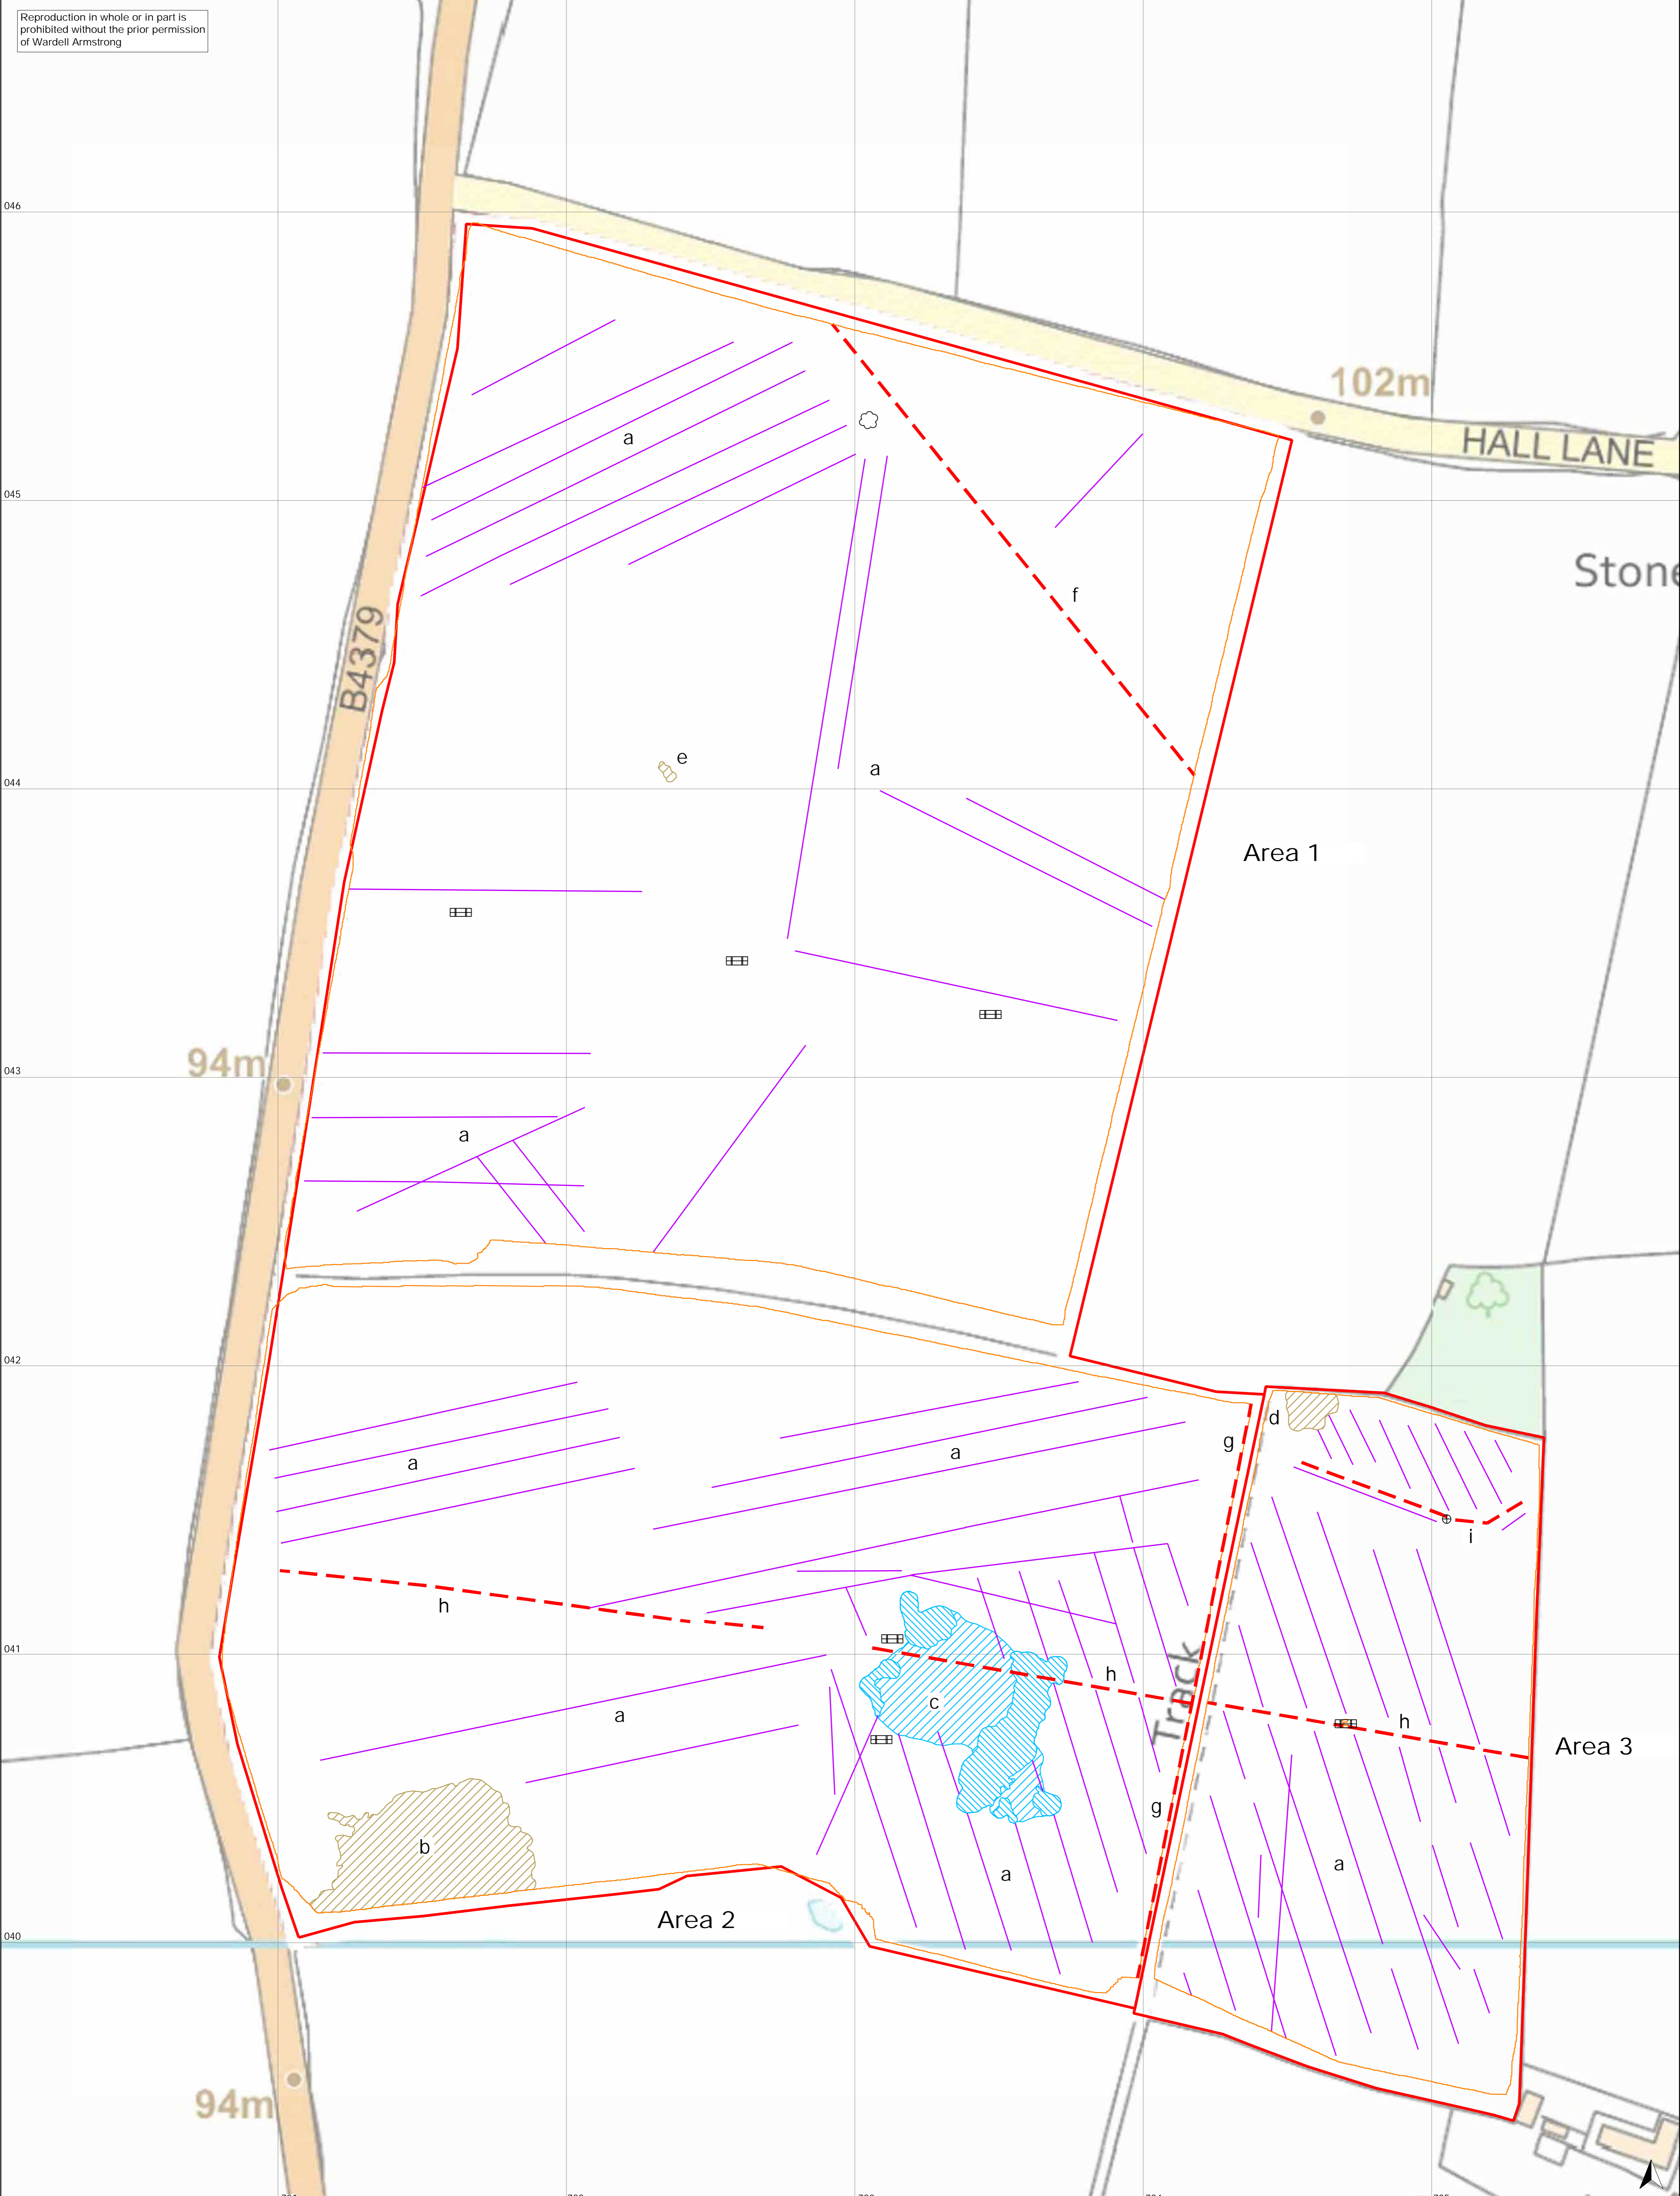 Reproduction in whole or in part is
prohibited without the prior permission
of Wardell Armstrong
046
102m
HALL LANE
a
045
Stone
f
B4379
e
a
044
Area 1
94m
043
a
042
d
g
a
a
i
h
041
h
c
h
a
Track
Area 3
g
b
a
a
Area 2
040
94m